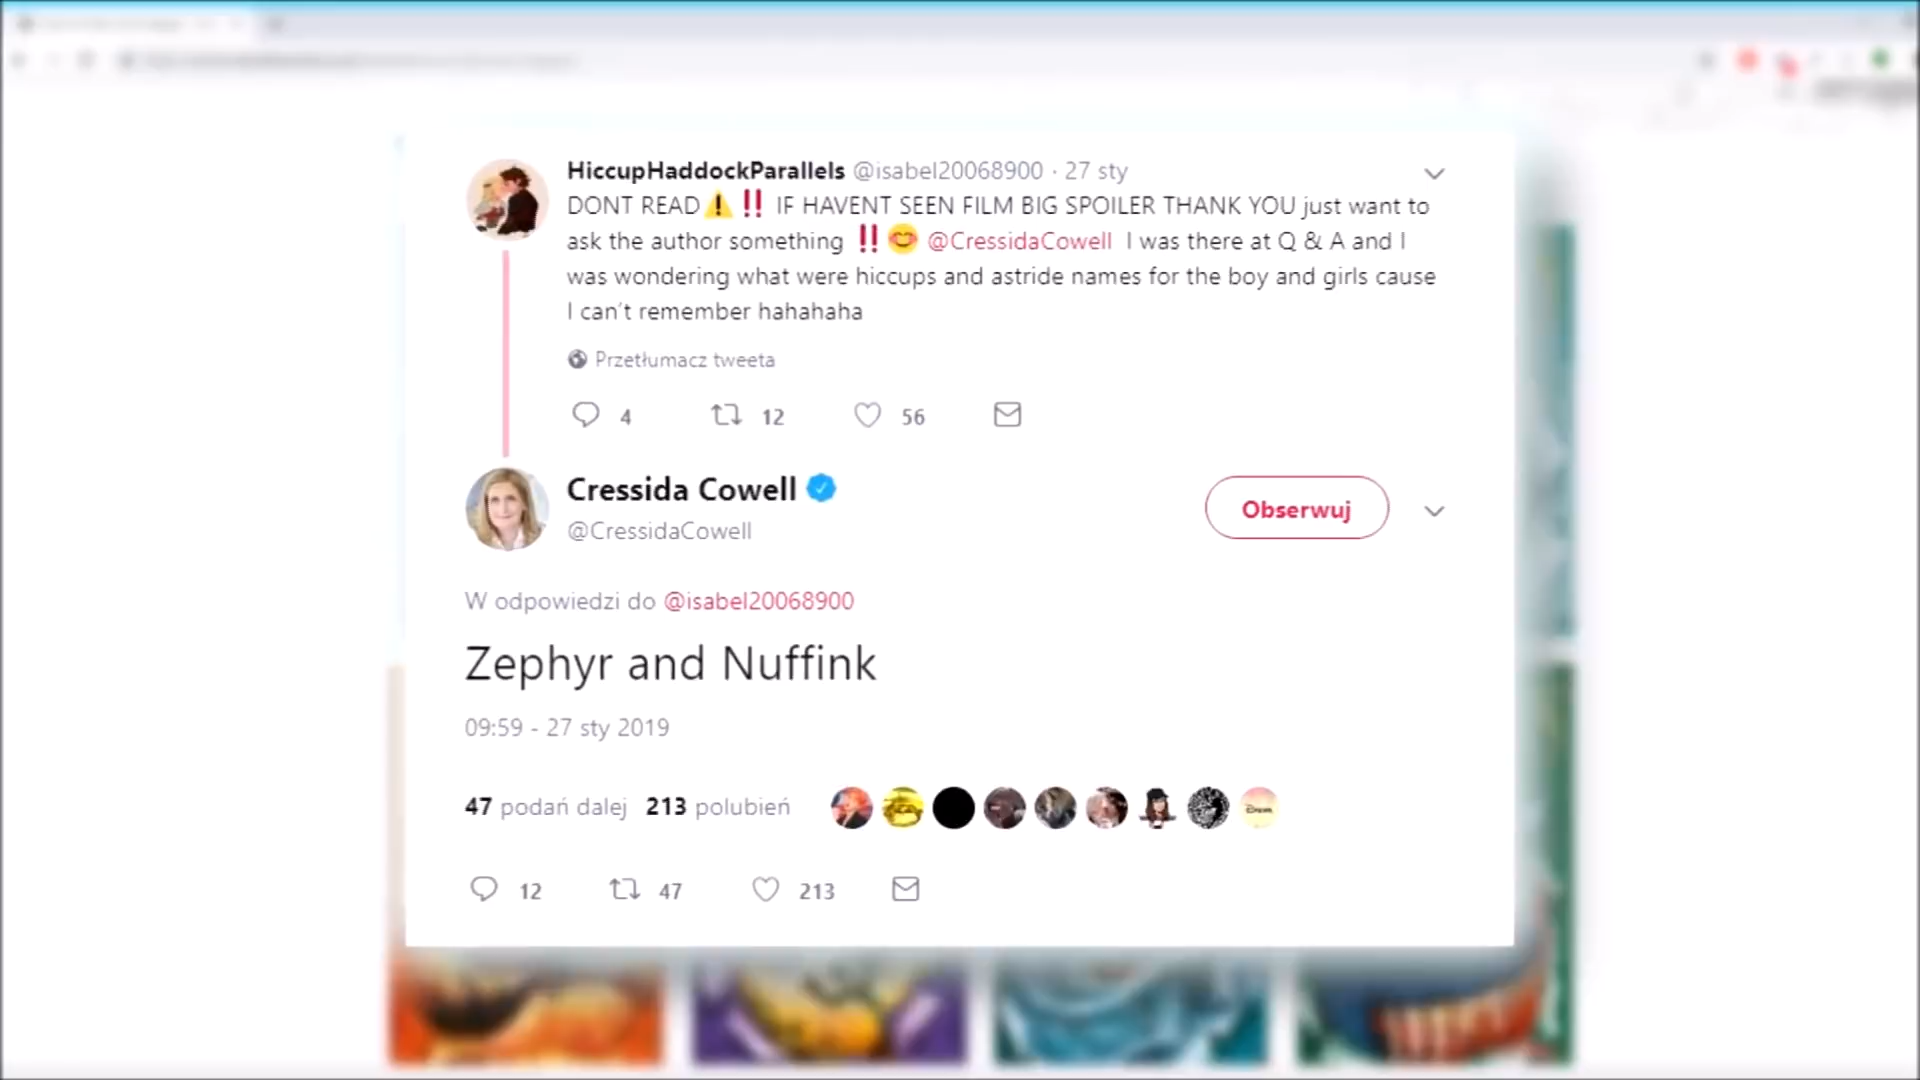 HiccupHaddockParallels @isabel20068900 · 27 sty
DONT READ⚠️‼️ IF HAVENT SEEN FILM BIG SPOILER THANK YOU just want to
ask the author something ‼️😊 @CressidaCowell I was there at Q & A and I
was wondering what were hiccups and astride names for the boy and girls cause
I can't remember hahahaha
Przetłumacz tweeta
4 12 56
Cressida Cowell
@CressidaCowell
Obserwuj
W odpowiedzi do @isabel20068900
Zephyr and Nuffink
09:59 - 27 sty 2019
47 podań dalej 213 polubień
12 47 213